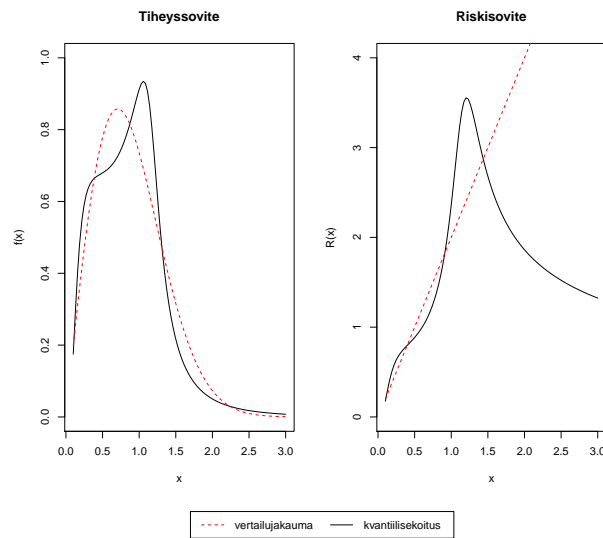 Tiheyssovite
f(x)
0.0 0.2 0.4 0.6 0.8 1.0
0.0 0.5 1.0 1.5 2.0 2.5 3.0
x
Riskisovite
R(x)
0 1 2 3 4
0.0 0.5 1.0 1.5 2.0 2.5 3.0
x
vertailujakauma kvantiilisekoitus